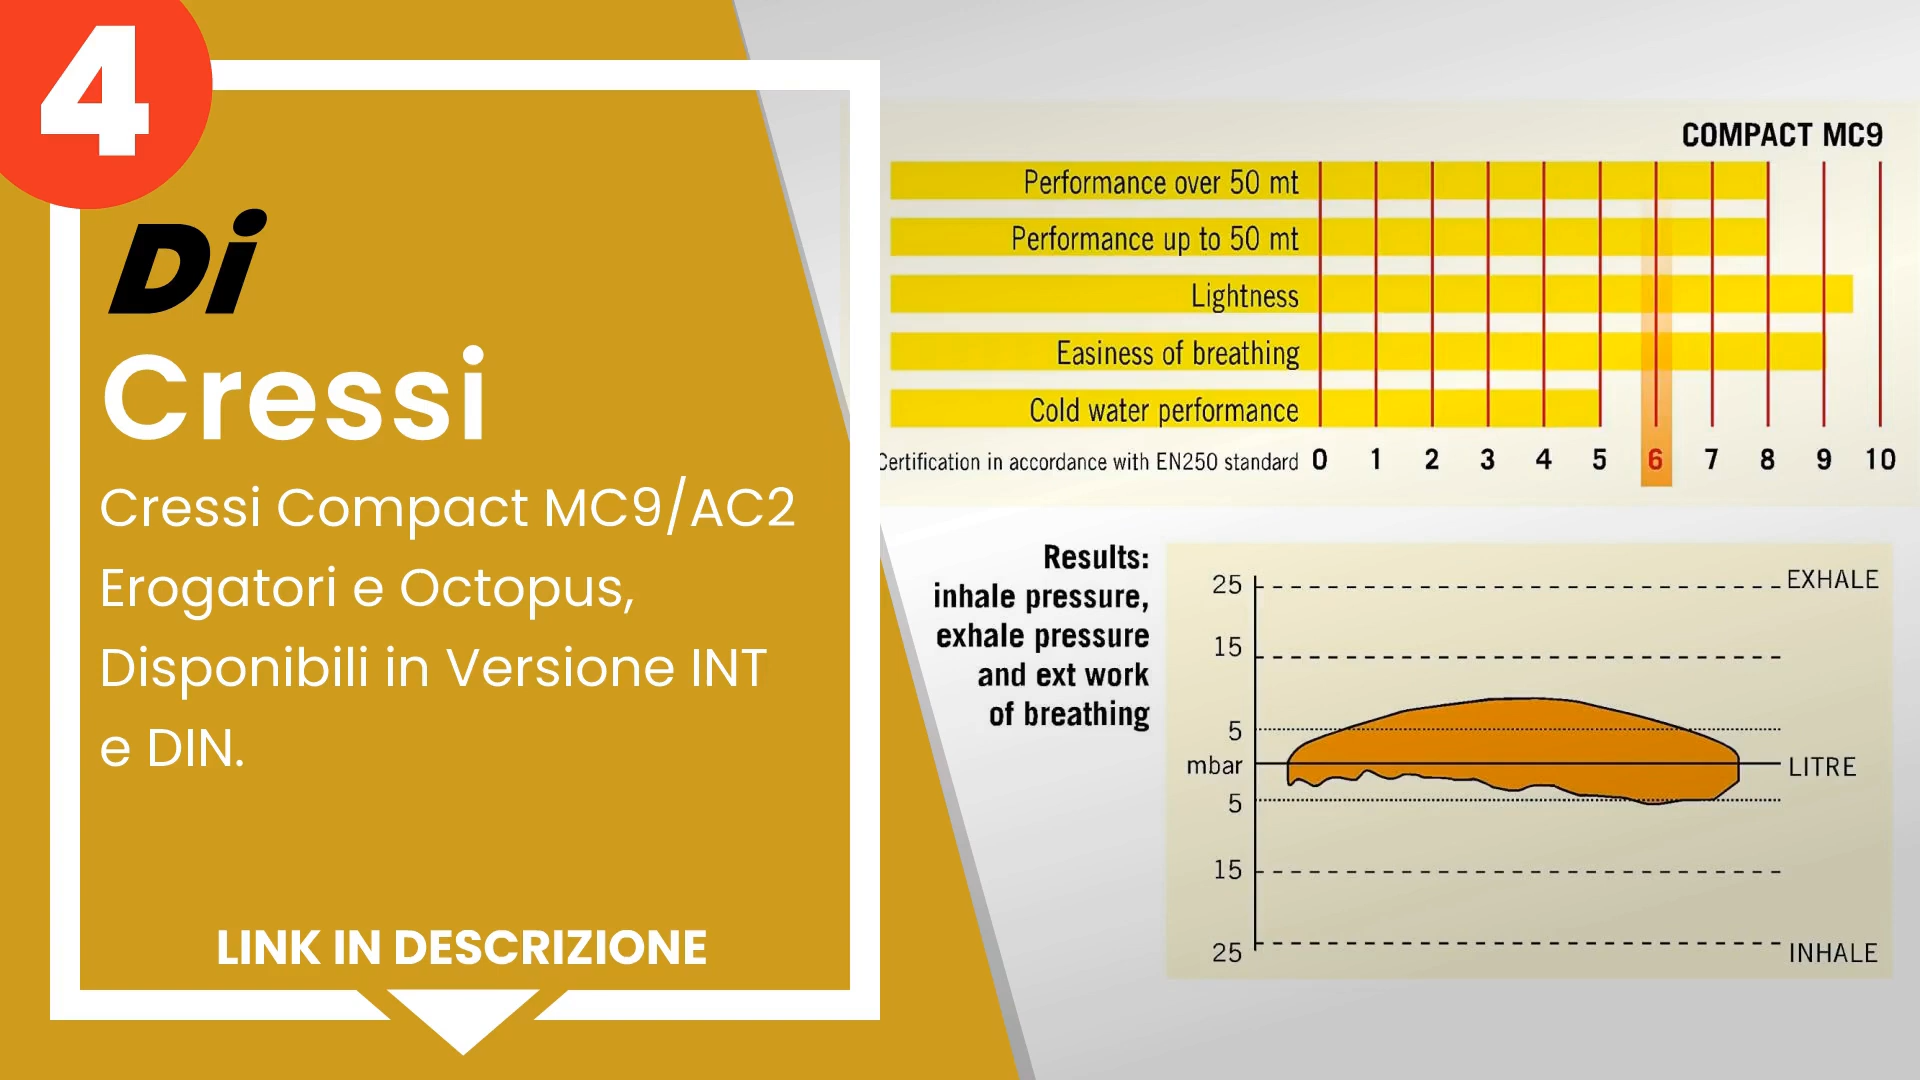 4
Di
Cressi
Cressi Compact MC9/AC2
Erogatori e Octopus,
Disponibili in Versione INT
e DIN.
LINK IN DESCRIZIONE
COMPACT MC9
Performance over 50 mt
Performance up to 50 mt
Lightness
Easiness of breathing
Cold water performance
Certification in accordance with EN250 standard 0 1 2 3 4 5 6 7 8 9 10
Results:
inhale pressure,
exhale pressure
and ext work
of breathing
25 EXHALE
15
5
mbar LITRE
5
15
25 INHALE